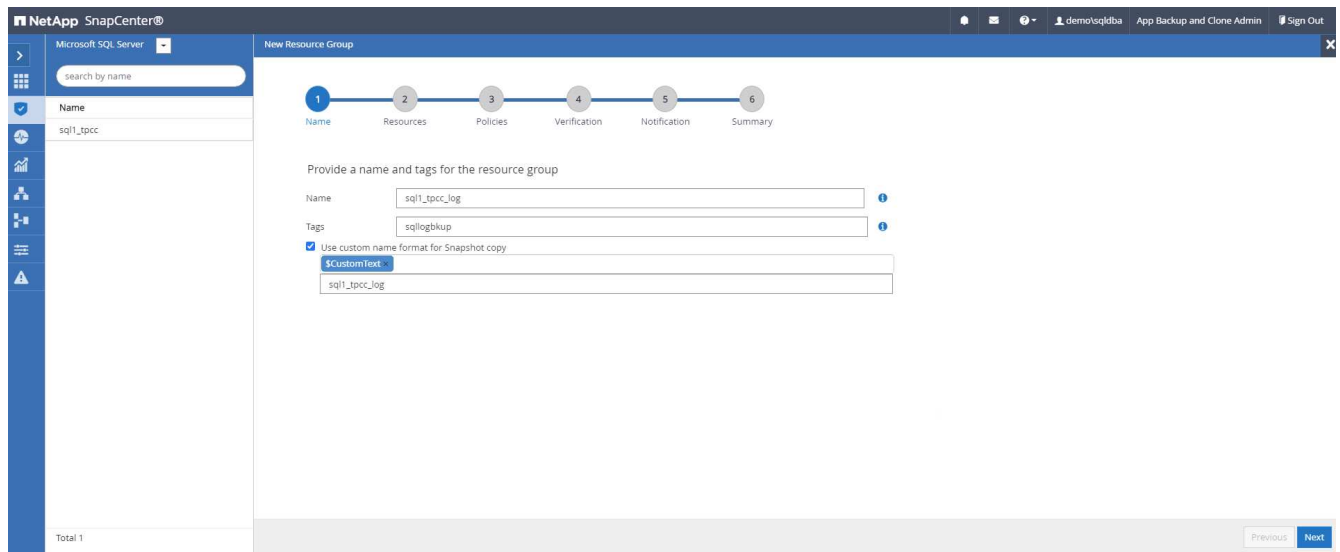 NetApp SnapCenter®
demo\sqldba App Backup and Clone Admin Sign Out
Microsoft SQL Server
search by name
Name
sql1_tpcc
Total 1
New Resource Group
1 2 3 4 5 6
Name Resources Policies Verification Notification Summary
Provide a name and tags for the resource group
Name sql1_tpcc_log
Tags sqllogbkup
Use custom name format for Snapshot copy
$CustomText ×
sql1_tpcc_log
Previous Next